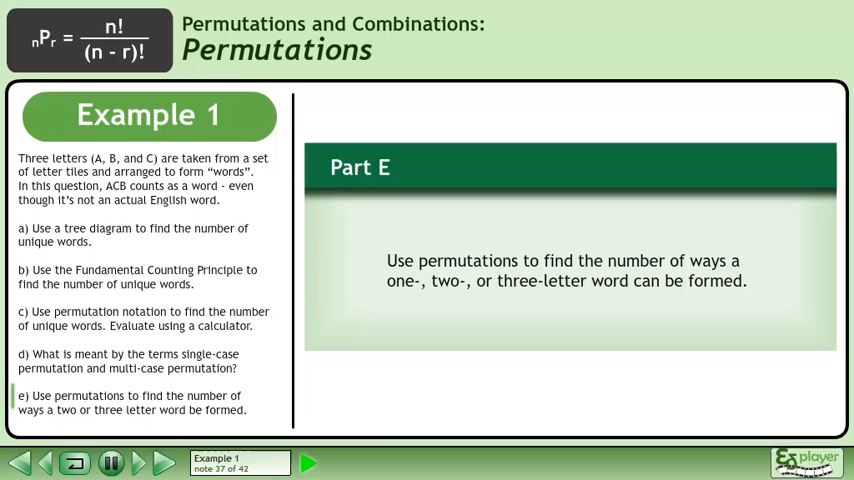 nPr = n! / (n - r)!
Permutations and Combinations:
Permutations
Example 1
Three letters (A, B, and C) are taken from a set
of letter tiles and arranged to form “words”.
In this question, ACB counts as a word - even
though it’s not an actual English word.
a) Use a tree diagram to find the number of
unique words.
b) Use the Fundamental Counting Principle to
find the number of unique words.
c) Use permutation notation to find the number
of unique words. Evaluate using a calculator.
d) What is meant by the terms single-case
permutation and multi-case permutation?
e) Use permutations to find the number of
ways a two or three letter word be formed.
Part E
Use permutations to find the number of ways a
one-, two-, or three-letter word can be formed.
Example 1
note 37 of 42
player